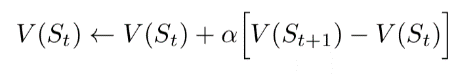 V(S_t) ← V(S_t) + α[V(S_{t+1}) − V(S_t)]